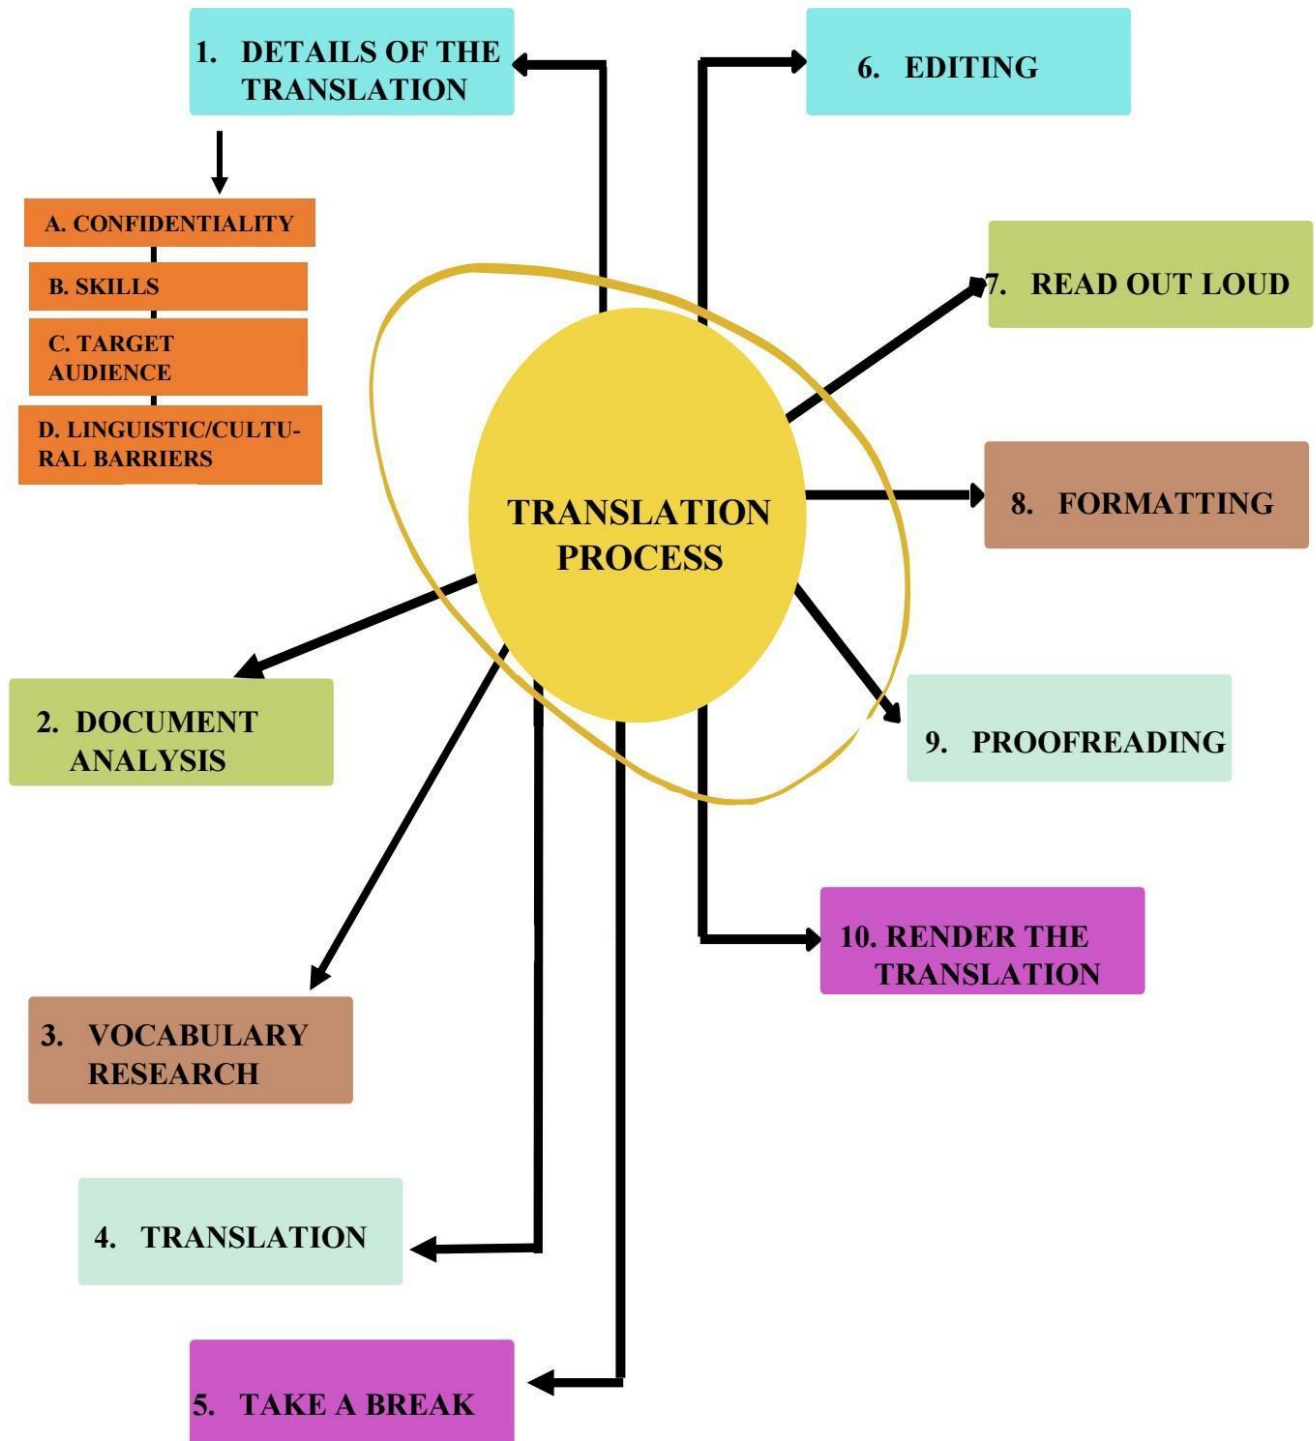 1. DETAILS OF THE
TRANSLATION
A. CONFIDENTIALITY
B. SKILLS
C. TARGET
AUDIENCE
D. LINGUISTIC/CULTU-
RAL BARRIERS
TRANSLATION
PROCESS
2. DOCUMENT
ANALYSIS
3. VOCABULARY
RESEARCH
4. TRANSLATION
5. TAKE A BREAK
6. EDITING
7. READ OUT LOUD
8. FORMATTING
9. PROOFREADING
10. RENDER THE
TRANSLATION